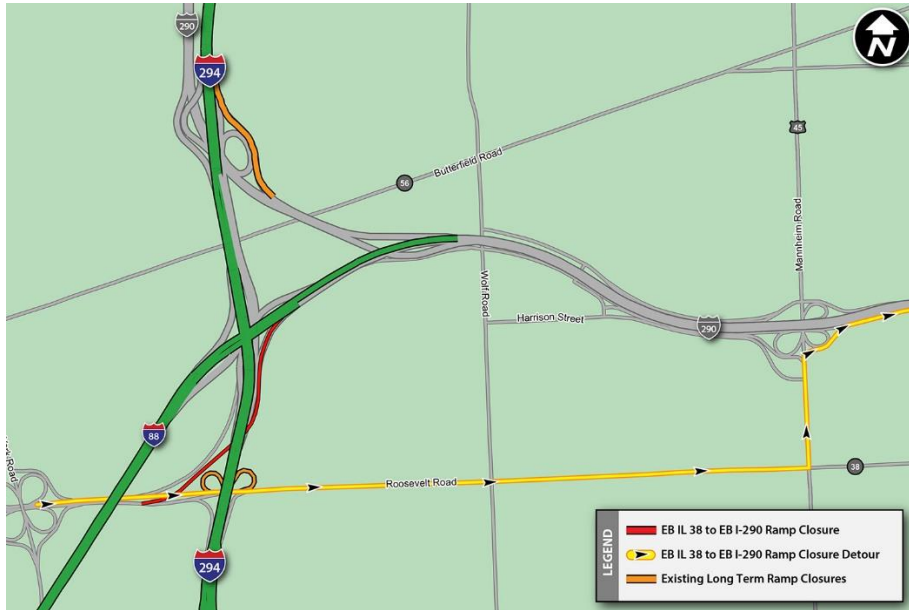 290
294
N
45
Butterfield Road
56
Mannheim Road
Wolf Road
Harrison Street
290
88
Road
Roosevelt Road
38
294
LEGEND
EB IL 38 to EB I-290 Ramp Closure
EB IL 38 to EB I-290 Ramp Closure Detour
Existing Long Term Ramp Closures